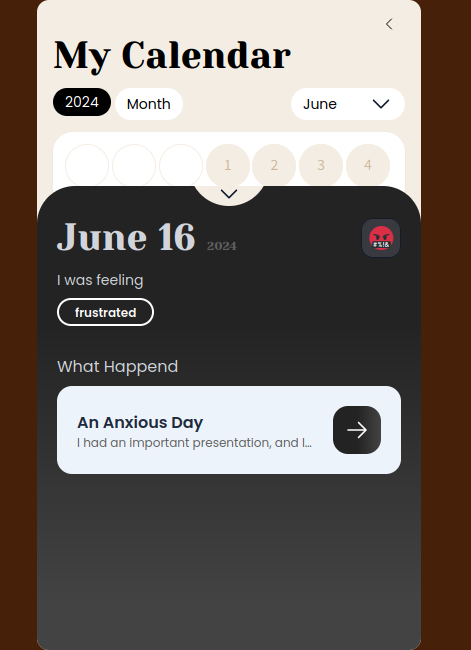 My Calendar
2024 Month June
1 2 3 4
June 16 2024
I was feeling
frustrated
What Happend
An Anxious Day
I had an important presentation, and I...